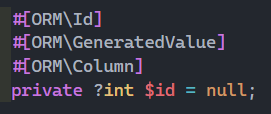 #[ORM\Id]
#[ORM\GeneratedValue]
#[ORM\Column]
private ?int $id = null;